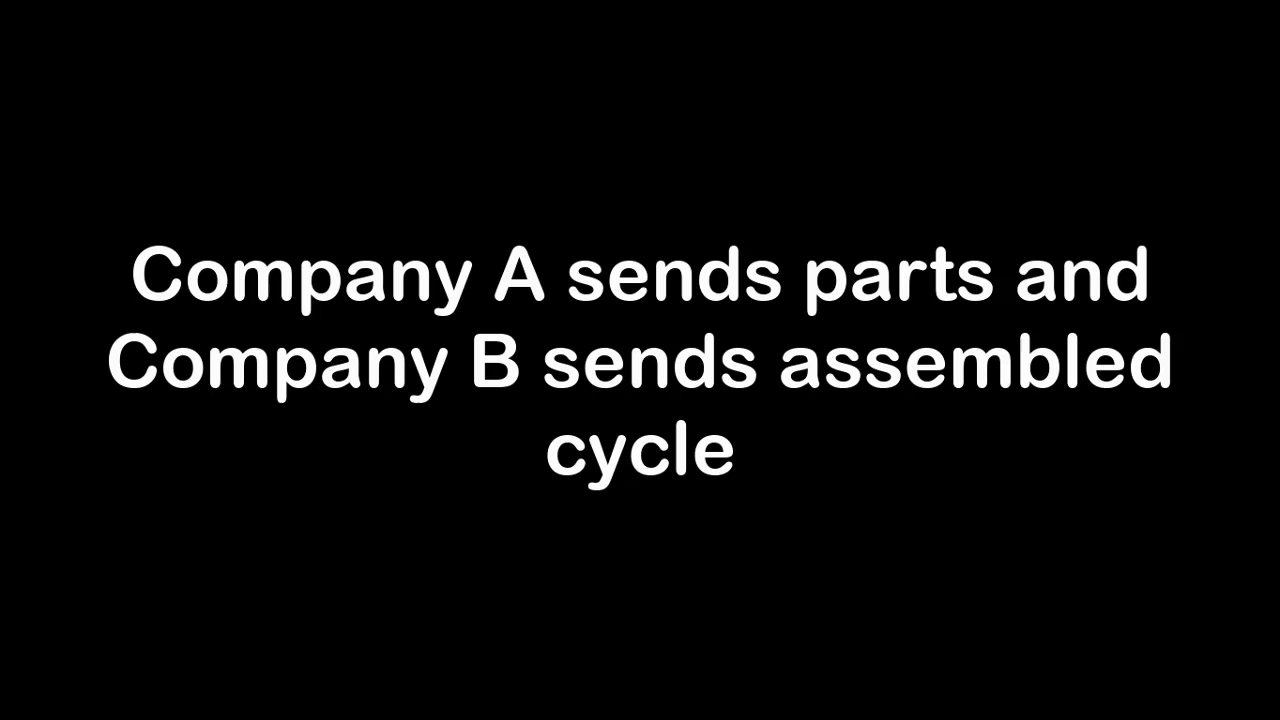 Company A sends parts and
Company B sends assembled
cycle